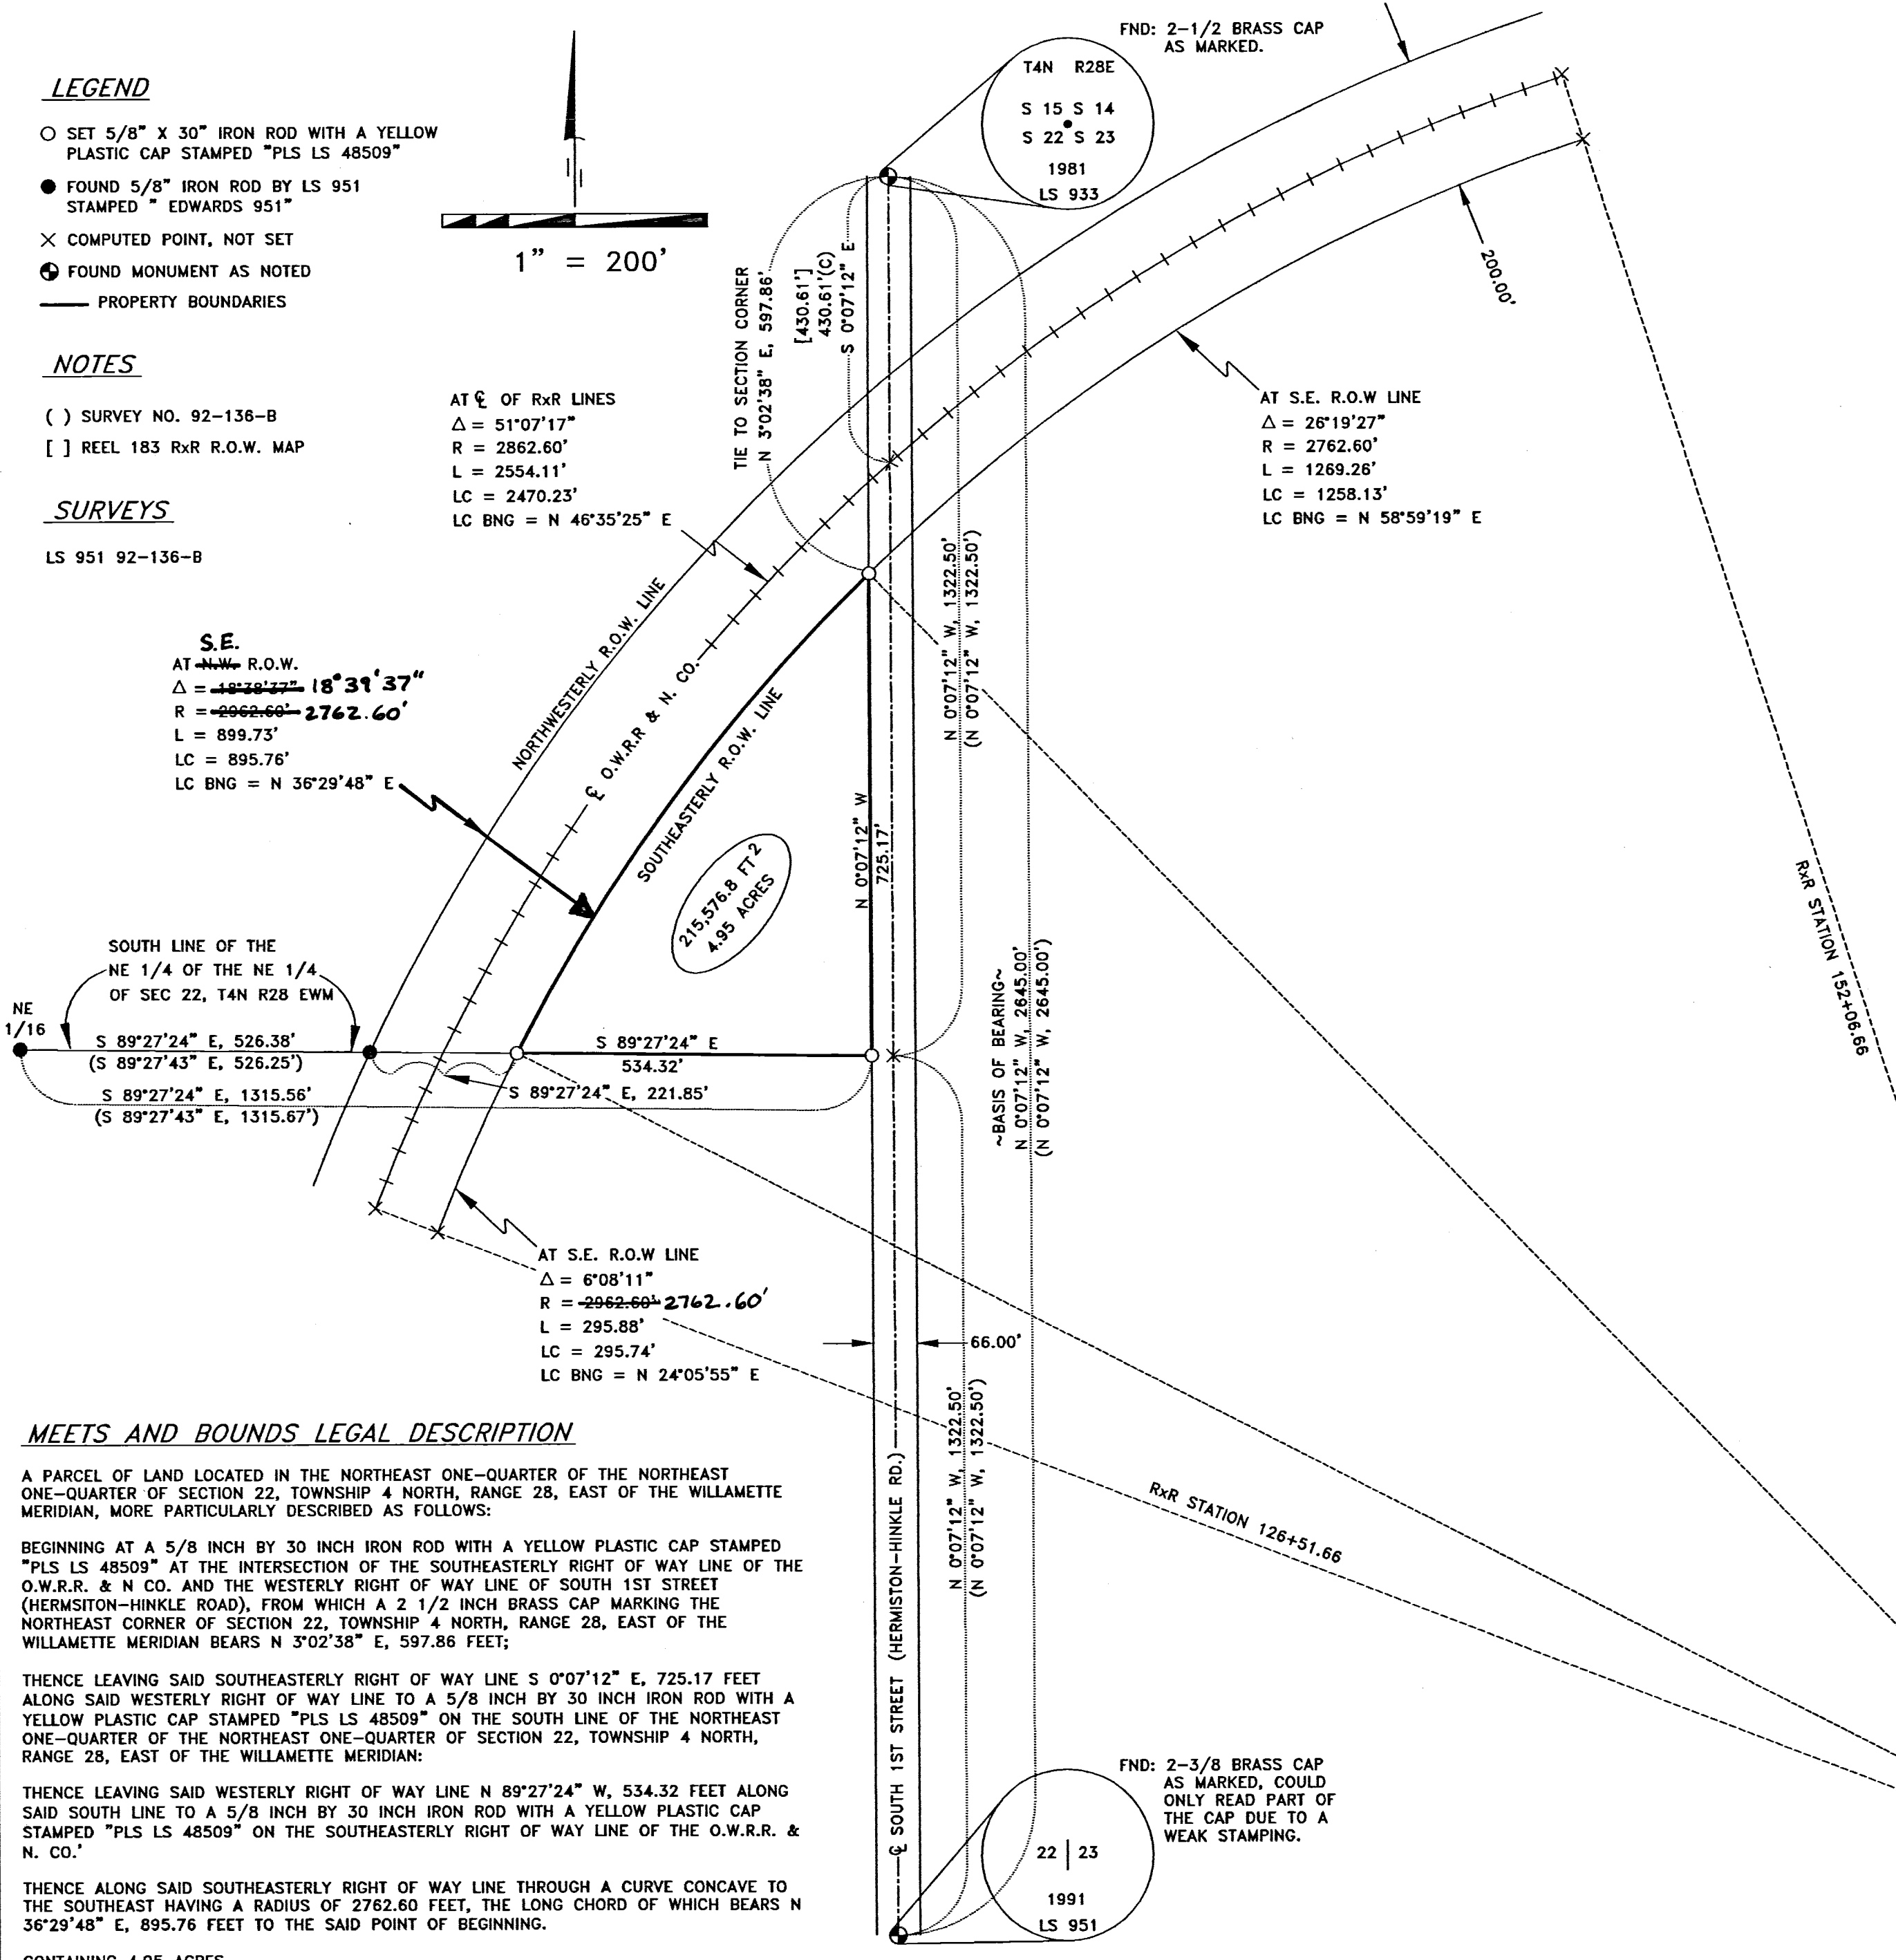 LEGEND
SET 5/8" X 30" IRON ROD WITH A YELLOW
PLASTIC CAP STAMPED "PLS LS 48509"
FOUND 5/8" IRON ROD BY LS 951
STAMPED " EDWARDS 951"
COMPUTED POINT, NOT SET
FOUND MONUMENT AS NOTED
PROPERTY BOUNDARIES
NOTES
( ) SURVEY NO. 92-136-B
[ ] REEL 183 RxR R.O.W. MAP
SURVEYS
LS 951 92-136-B
1" = 200'
FND: 2-1/2 BRASS CAP
AS MARKED.
T4N R28E
S 15 S 14
S 22 S 23
1981
LS 933
TIE TO SECTION CORNER
N 3°02'38" E, 597.86'
[430.61']
430.61'(C)
S 0°07'12" E
200.00'
AT ℄ OF RxR LINES
Δ = 51°07'17"
R = 2862.60'
L = 2554.11'
LC = 2470.23'
LC BNG = N 46°35'25" E
AT S.E. R.O.W LINE
Δ = 26°19'27"
R = 2762.60'
L = 1269.26'
LC = 1258.13'
LC BNG = N 58°59'19" E
S.E.
AT N.W. R.O.W.
Δ = 18°38'37" 18°39'37"
R = 2962.60' 2762.60'
L = 899.73'
LC = 895.76'
LC BNG = N 36°29'48" E
NORTHWESTERLY R.O.W. LINE
℄ O.W.R.R & N. CO.
SOUTHEASTERLY R.O.W. LINE
215,576.8 FT 2
4.95 ACRES
N 0°07'12" W
725.17'
N 0°07'12" W, 1322.50'
(N 0°07'12" W, 1322.50')
~BASIS OF BEARING~
N 0°07'12" W, 2645.00'
(N 0°07'12" W, 2645.00')
RxR STATION 152+06.66
SOUTH LINE OF THE
NE 1/4 OF THE NE 1/4
OF SEC 22, T4N R28 EWM
NE
1/16
S 89°27'24" E, 526.38'
(S 89°27'43" E, 526.25')
S 89°27'24" E, 1315.56'
(S 89°27'43" E, 1315.67')
S 89°27'24" E
534.32'
S 89°27'24" E, 221.85'
AT S.E. R.O.W LINE
Δ = 6°08'11"
R = 2962.60' 2762.60'
L = 295.88'
LC = 295.74'
LC BNG = N 24°05'55" E
66.00'
N 0°07'12" W, 1322.50'
(N 0°07'12" W, 1322.50')
RxR STATION 126+51.66
℄ SOUTH 1ST STREET (HERMISTON-HINKLE RD.)
FND: 2-3/8 BRASS CAP
AS MARKED, COULD
ONLY READ PART OF
THE CAP DUE TO A
WEAK STAMPING.
22 | 23
1991
LS 951
MEETS AND BOUNDS LEGAL DESCRIPTION
A PARCEL OF LAND LOCATED IN THE NORTHEAST ONE-QUARTER OF THE NORTHEAST
ONE-QUARTER OF SECTION 22, TOWNSHIP 4 NORTH, RANGE 28, EAST OF THE WILLAMETTE
MERIDIAN, MORE PARTICULARLY DESCRIBED AS FOLLOWS:
BEGINNING AT A 5/8 INCH BY 30 INCH IRON ROD WITH A YELLOW PLASTIC CAP STAMPED
"PLS LS 48509" AT THE INTERSECTION OF THE SOUTHEASTERLY RIGHT OF WAY LINE OF THE
O.W.R.R. & N CO. AND THE WESTERLY RIGHT OF WAY LINE OF SOUTH 1ST STREET
(HERMSITON-HINKLE ROAD), FROM WHICH A 2 1/2 INCH BRASS CAP MARKING THE
NORTHEAST CORNER OF SECTION 22, TOWNSHIP 4 NORTH, RANGE 28, EAST OF THE
WILLAMETTE MERIDIAN BEARS N 3°02'38" E, 597.86 FEET;
THENCE LEAVING SAID SOUTHEASTERLY RIGHT OF WAY LINE S 0°07'12" E, 725.17 FEET
ALONG SAID WESTERLY RIGHT OF WAY LINE TO A 5/8 INCH BY 30 INCH IRON ROD WITH A
YELLOW PLASTIC CAP STAMPED "PLS LS 48509" ON THE SOUTH LINE OF THE NORTHEAST
ONE-QUARTER OF THE NORTHEAST ONE-QUARTER OF SECTION 22, TOWNSHIP 4 NORTH,
RANGE 28, EAST OF THE WILLAMETTE MERIDIAN:
THENCE LEAVING SAID WESTERLY RIGHT OF WAY LINE N 89°27'24" W, 534.32 FEET ALONG
SAID SOUTH LINE TO A 5/8 INCH BY 30 INCH IRON ROD WITH A YELLOW PLASTIC CAP
STAMPED "PLS LS 48509" ON THE SOUTHEASTERLY RIGHT OF WAY LINE OF THE O.W.R.R. &
N. CO.'
THENCE ALONG SAID SOUTHEASTERLY RIGHT OF WAY LINE THROUGH A CURVE CONCAVE TO
THE SOUTHEAST HAVING A RADIUS OF 2762.60 FEET, THE LONG CHORD OF WHICH BEARS N
36°29'48" E, 895.76 FEET TO THE SAID POINT OF BEGINNING.
CONTAINING 4.95 ACRES